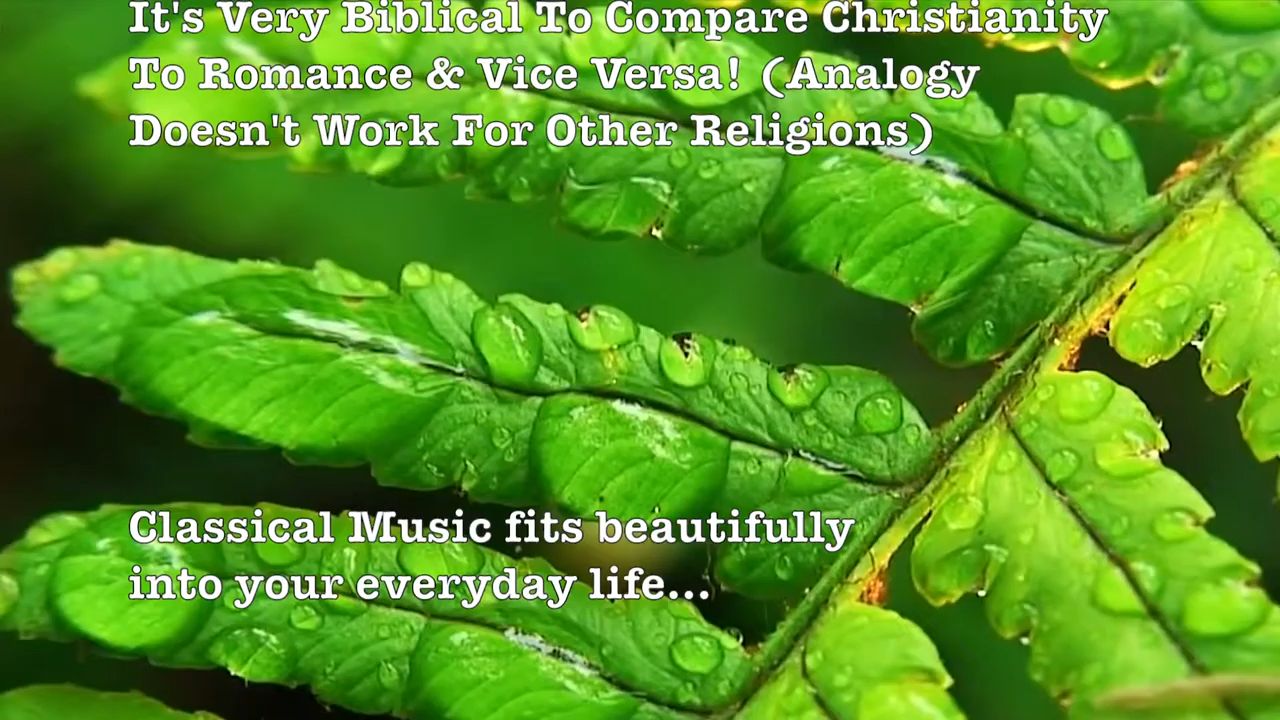 It's Very Biblical To Compare Christianity
To Romance & Vice Versa! (Analogy
Doesn't Work For Other Religions)
Classical Music fits beautifully
into your everyday life...